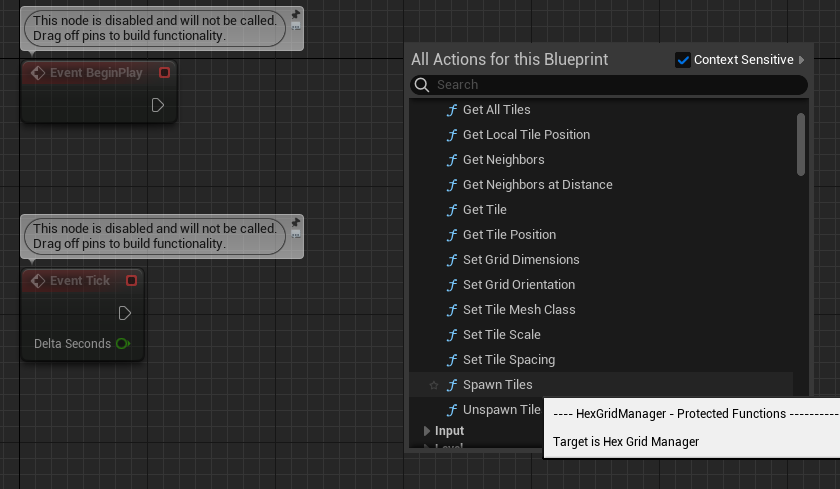 This node is disabled and will not be called.
Drag off pins to build functionality.
Event BeginPlay
This node is disabled and will not be called.
Drag off pins to build functionality.
Event Tick
Delta Seconds
All Actions for this Blueprint
Context Sensitive
Search
Get All Tiles
Get Local Tile Position
Get Neighbors
Get Neighbors at Distance
Get Tile
Get Tile Position
Set Grid Dimensions
Set Grid Orientation
Set Tile Mesh Class
Set Tile Scale
Set Tile Spacing
Spawn Tiles
Unspawn Tile
---- HexGridManager - Protected Functions ----------
Target is Hex Grid Manager
Input